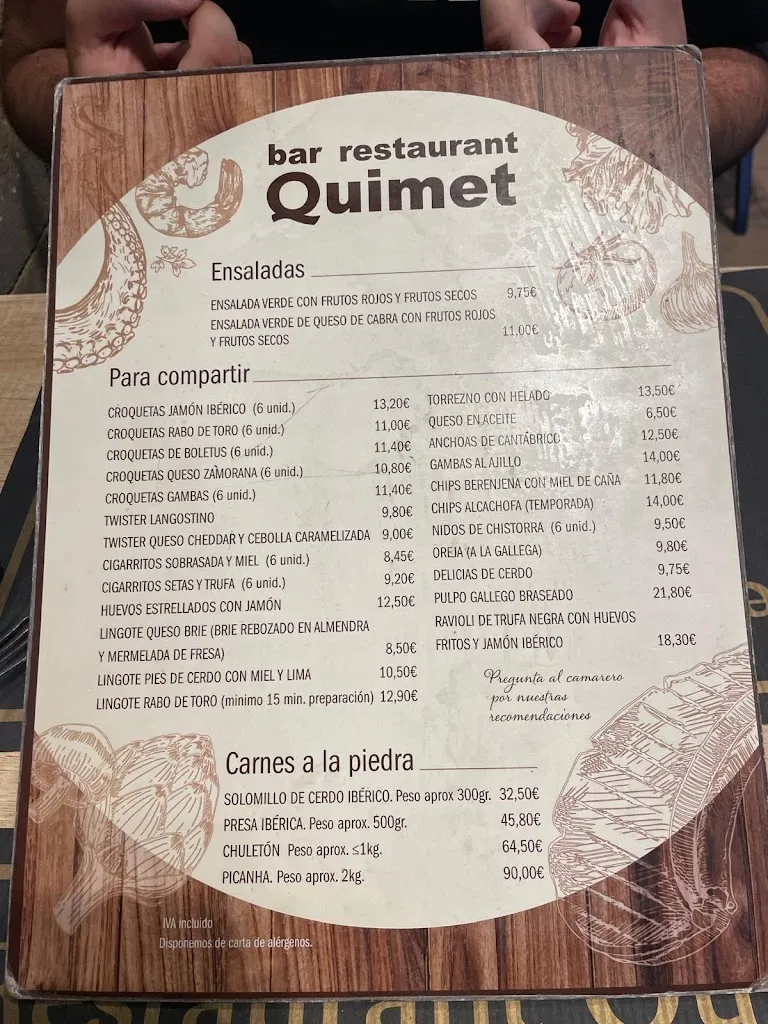 bar restaurant
Quimet
Ensaladas
ENSALADA VERDE CON FRUTOS ROJOS Y FRUTOS SECOS 9,75€
ENSALADA VERDE DE QUESO DE CABRA CON FRUTOS ROJOS
Y FRUTOS SECOS 11,00€
Para compartir
CROQUETAS JAMÓN IBÉRICO (6 unid.) 13,20€
CROQUETAS RABO DE TORO (6 unid.) 11,00€
CROQUETAS DE BOLETUS (6 unid.) 11,40€
CROQUETAS QUESO ZAMORANA (6 unid.) 10,80€
CROQUETAS GAMBAS (6 unid.) 11,40€
TWISTER LANGOSTINO 9,80€
TWISTER QUESO CHEDDAR Y CEBOLLA CARAMELIZADA 9,00€
CIGARRITOS SOBRASADA Y MIEL (6 unid.) 8,45€
CIGARRITOS SETAS Y TRUFA (6 unid.) 9,20€
HUEVOS ESTRELLADOS CON JAMÓN 12,50€
LINGOTE QUESO BRIE (BRIE REBOZADO EN ALMENDRA
Y MERMELADA DE FRESA) 8,50€
LINGOTE PIES DE CERDO CON MIEL Y LIMA 10,50€
LINGOTE RABO DE TORO (minimo 15 min. preparación) 12,90€
TORREZNO CON HELADO 13,50€
QUESO EN ACEITE 6,50€
ANCHOAS DE CANTÁBRICO 12,50€
GAMBAS AL AJILLO 14,00€
CHIPS BERENJENA CON MIEL DE CAÑA 11,80€
CHIPS ALCACHOFA (TEMPORADA) 14,00€
NIDOS DE CHISTORRA (6 unid.) 9,50€
OREJA (A LA GALLEGA) 9,80€
DELICIAS DE CERDO 9,75€
PULPO GALLEGO BRASEADO 21,80€
RAVIOLI DE TRUFA NEGRA CON HUEVOS
FRITOS Y JAMÓN IBÉRICO 18,30€
Pregunta al camarero
por nuestras
recomendaciones
Carnes a la piedra
SOLOMILLO DE CERDO IBÉRICO. Peso aprox 300gr. 32,50€
PRESA IBÉRICA. Peso aprox. 500gr. 45,80€
CHULETÓN Peso aprox. ≤1kg. 64,50€
PICANHA. Peso aprox. 2kg. 90,00€
IVA incluido
Disponemos de carta de alérgenos.